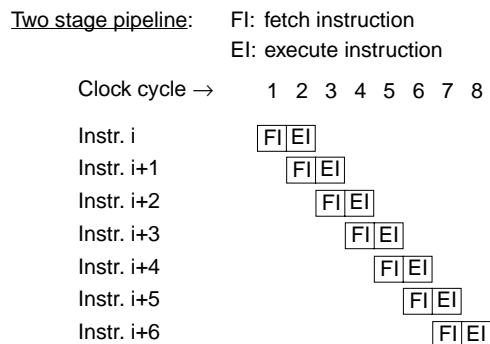 Two stage pipeline: FI: fetch instruction
EI: execute instruction
Clock cycle → 1 2 3 4 5 6 7 8
Instr. i FI EI
Instr. i+1 FI EI
Instr. i+2 FI EI
Instr. i+3 FI EI
Instr. i+4 FI EI
Instr. i+5 FI EI
Instr. i+6 FI EI